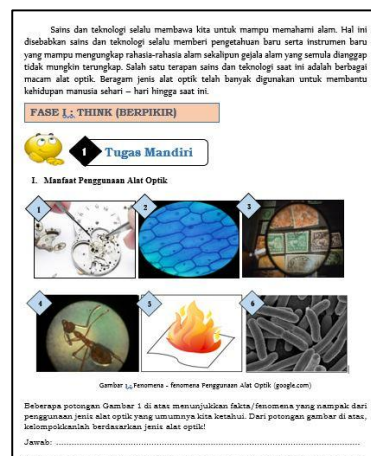 Sains dan teknologi selalu membawa kita untuk mampu memahami alam. Hal ini
disebabkan sains dan teknologi selalu memberi pengetahuan baru serta instrumen baru
yang mampu mengungkap rahasia-rahasia alam sekalipun gejala alam yang semula dianggap
tidak mungkin terungkap. Salah satu terapan sains dan teknologi saat ini adalah berbagai
macam alat optik. Beragam jenis alat optik telah banyak digunakan untuk membantu
kehidupan manusia sehari – hari hingga saat ini.
FASE I : THINK (BERPIKIR)
1 Tugas Mandiri
I. Manfaat Penggunaan Alat Optik
1 2 3
4 5 6
Gambar 1. Fenomena - fenomena Penggunaan Alat Optik (google.com)
Beberapa potongan Gambar 1 di atas menunjukkan fakta/fenomena yang nampak dari
penggunaan jenis alat optik yang umumnya kita ketahui. Dari potongan gambar di atas,
kelompokkanlah berdasarkan jenis alat optik!
Jawab: ........................................................................................................